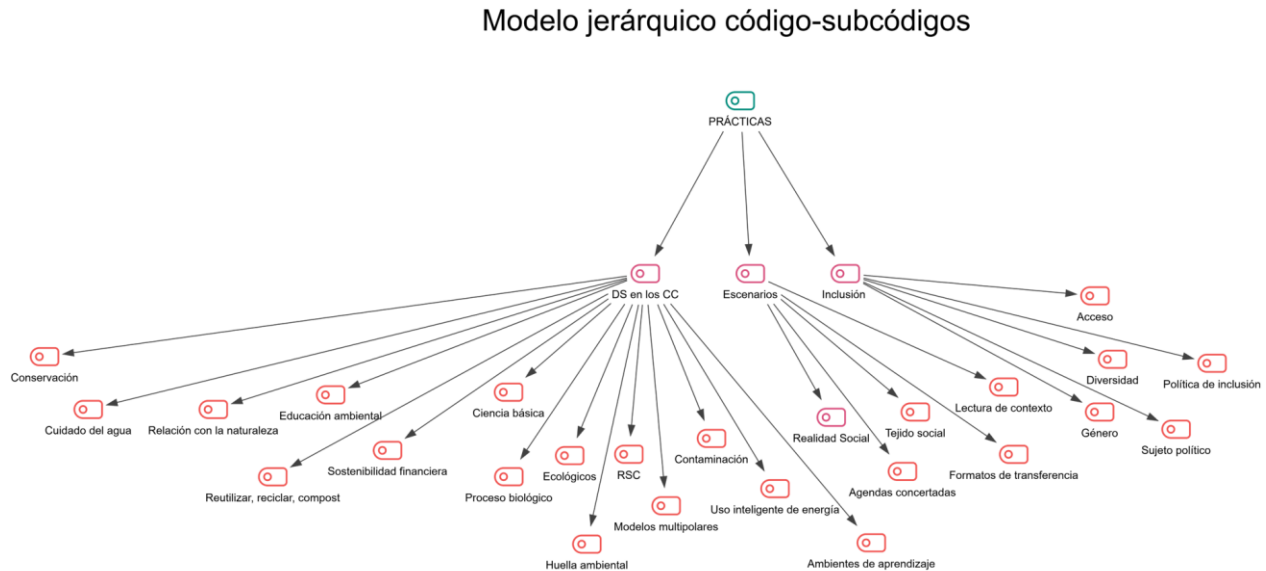 Modelo jerárquico código-subcódigos
PRÁCTICAS
DS en los CC
Escenarios
Inclusión
Acceso
Conservación
Diversidad
Política de inclusión
Educación ambiental
Ciencia básica
Lectura de contexto
Cuidado del agua
Relación con la naturaleza
Realidad Social
Tejido social
Género
Sujeto político
Sostenibilidad financiera
Ecológicos
RSC
Contaminación
Formatos de transferencia
Reutilizar, reciclar, compost
Proceso biológico
Agendas concertadas
Uso inteligente de energía
Modelos multipolares
Huella ambiental
Ambientes de aprendizaje